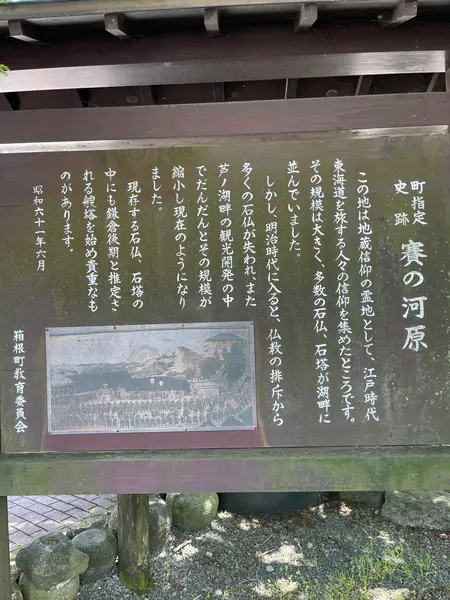 町指定
史跡
賽の河原
この地は地蔵信仰の霊地として、江戸時代
東海道を旅する人々の信仰を集めたところです。
その規模は大きく、多数の石仏、石塔が湖畔に
並んでいました。
しかし、明治時代に入ると、仏教の排斥から
多くの石仏が失われ、また
芦ノ湖畔の観光開発の中
でだんだんとその規模が
縮小し現在のようになり
ました。
現存する石仏、石塔の
中にも鎌倉後期と推定さ
れる䑺塔を始め貴重なも
のがあります。
昭和六十一年六月
箱根町教育委員会